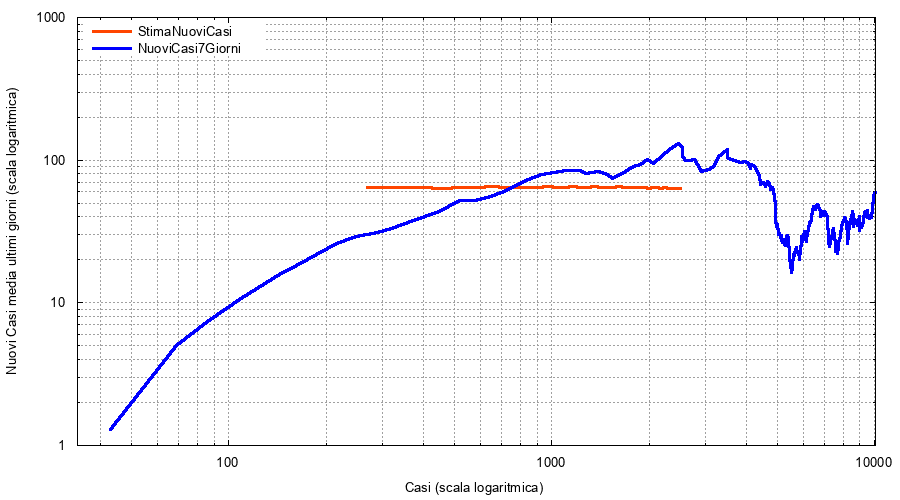 1000
StimaNuoviCasi
NuoviCasi7Giorni
100
10
1
Nuovi Casi media ultimi giorni (scala logaritmica)
100
1000
10000
Casi (scala logaritmica)